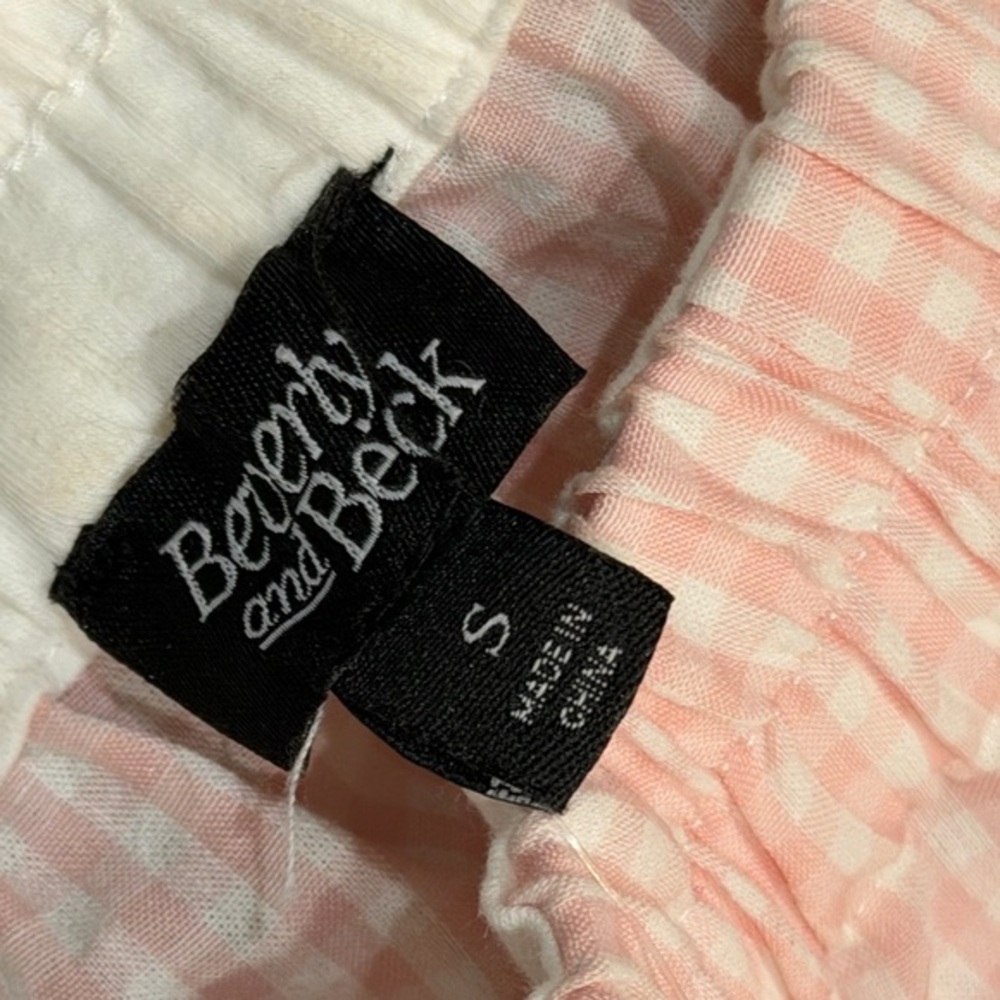 Beverly
and Beck
S
MADE IN
CHINA